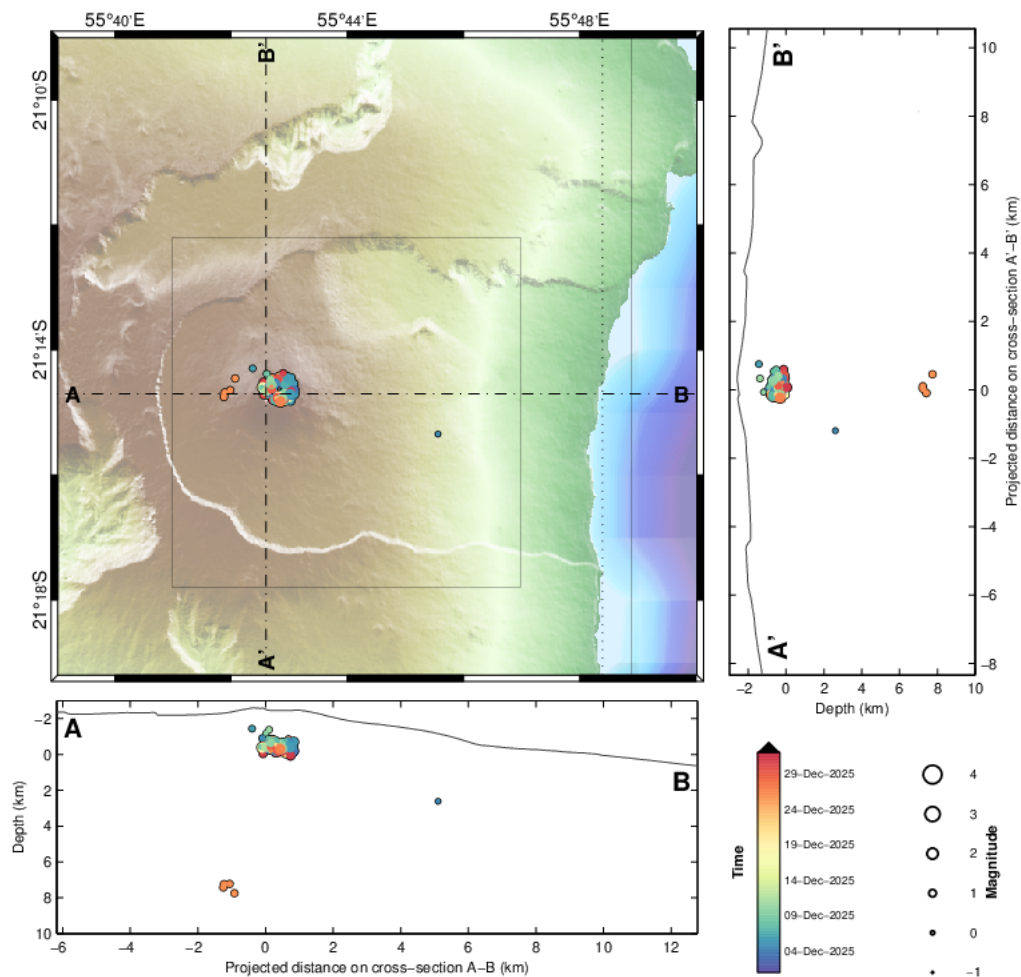 55°40'E 55°44'E 55°48'E
21°10'S
21°14'S
21°18'S
A
B
B'
A'
B'
A'
10
8
6
4
2
0
−2
−4
−6
−8
Projected distance on cross−section A'−B' (km)
−2 0 2 4 6 8 10
Depth (km)
A
B
−2
0
2
4
6
8
10
Depth (km)
−6 −4 −2 0 2 4 6 8 10 12
Projected distance on cross−section A−B (km)
Time
29−Dec−2025
24−Dec−2025
19−Dec−2025
14−Dec−2025
09−Dec−2025
04−Dec−2025
4
3
2
1
0
−1
Magnitude